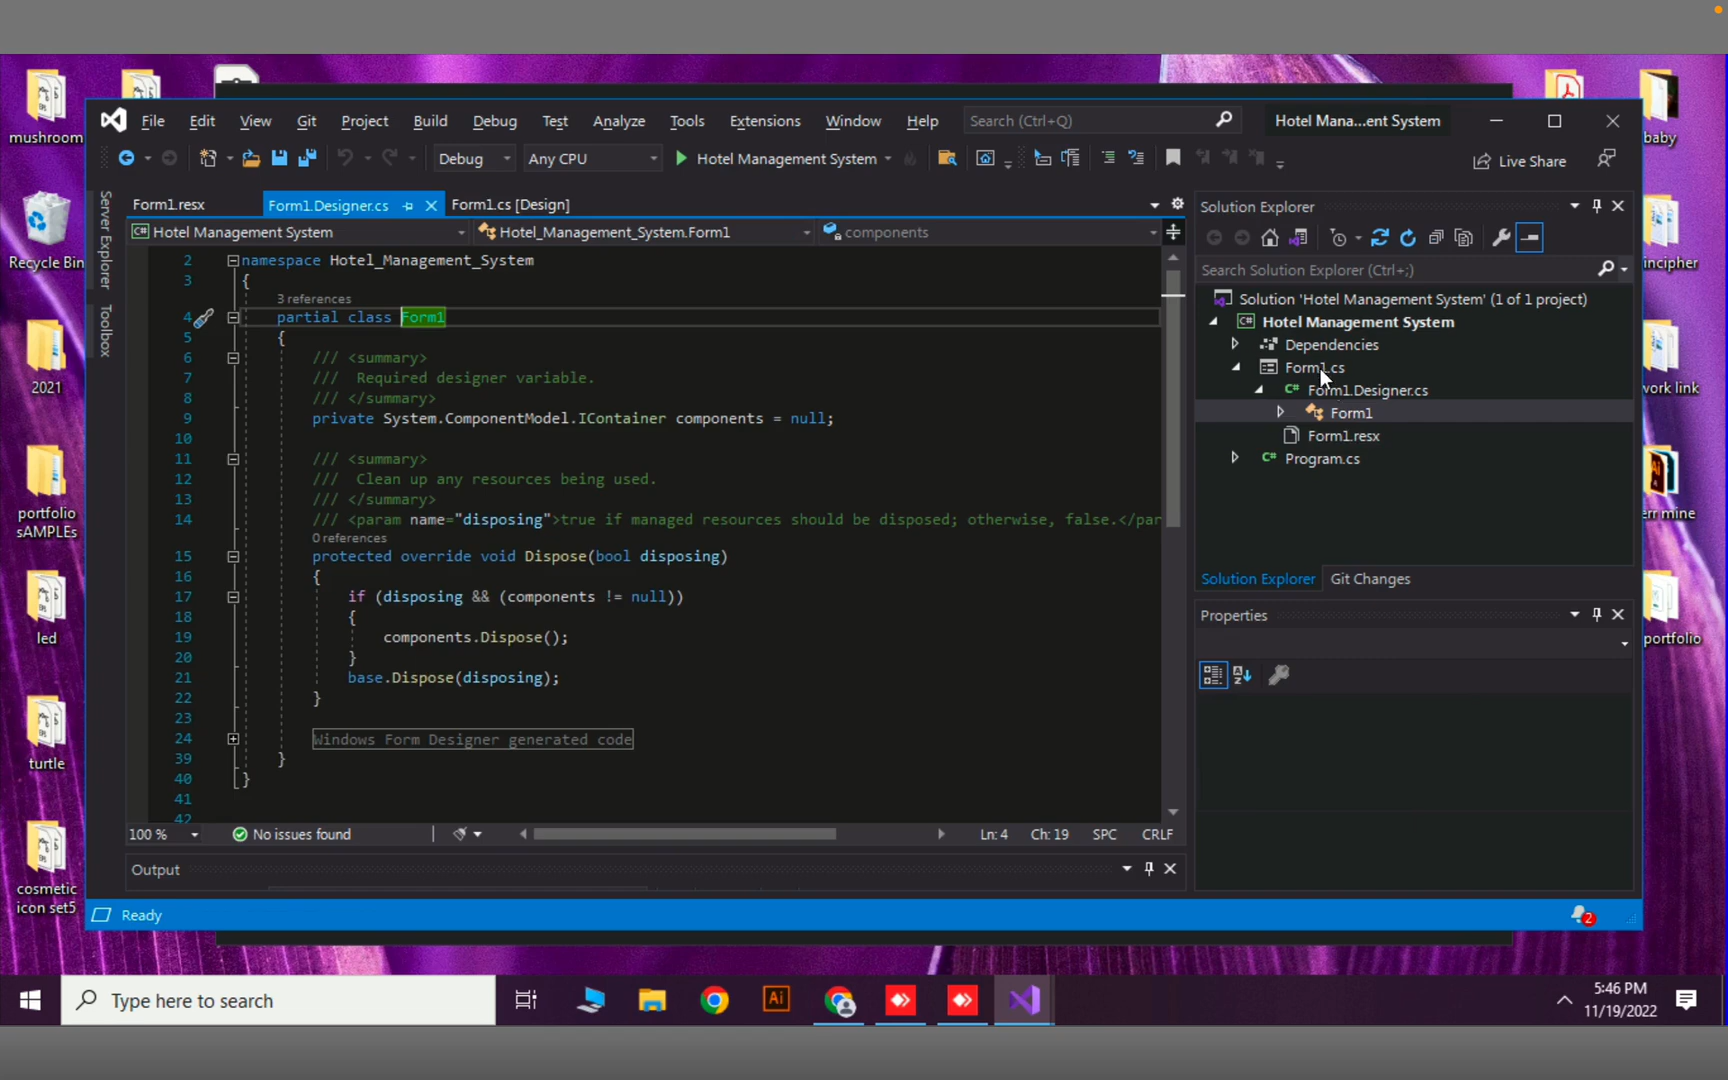 mushroom
Recycle Bin
2021
portfolio
sAMPLEs
led
turtle
cosmetic
icon set5
File Edit View Git Project Build Debug Test Analyze Tools Extensions Window Help Search (Ctrl+Q) Hotel Mana...ent System
Debug Any CPU Hotel Management System Live Share
Server Explorer
Toolbox
Form1.resx Form1.Designer.cs Form1.cs [Design]
C# Hotel Management System Hotel_Management_System.Form1 components
2 namespace Hotel_Management_System
3 {
3 references
4 partial class Form1
5 {
6 /// <summary>
7 /// Required designer variable.
8 /// </summary>
9 private System.ComponentModel.IContainer components = null;
10
11 /// <summary>
12 /// Clean up any resources being used.
13 /// </summary>
14 /// <param name="disposing">true if managed resources should be disposed; otherwise, false.</par
0 references
15 protected override void Dispose(bool disposing)
16 {
17 if (disposing && (components != null))
18 {
19 components.Dispose();
20 }
21 base.Dispose(disposing);
22 }
23
24 Windows Form Designer generated code
39 }
40 }
41
42
100 % No issues found Ln: 4 Ch: 19 SPC CRLF
Output
Ready
Solution Explorer
Search Solution Explorer (Ctrl+;)
Solution 'Hotel Management System' (1 of 1 project)
C# Hotel Management System
Dependencies
Form1.cs
C# Form1.Designer.cs
Form1
Form1.resx
C# Program.cs
Solution Explorer Git Changes
Properties
2
baby
incipher
work link
err mine
portfolio
Type here to search
Ai
5:46 PM
11/19/2022